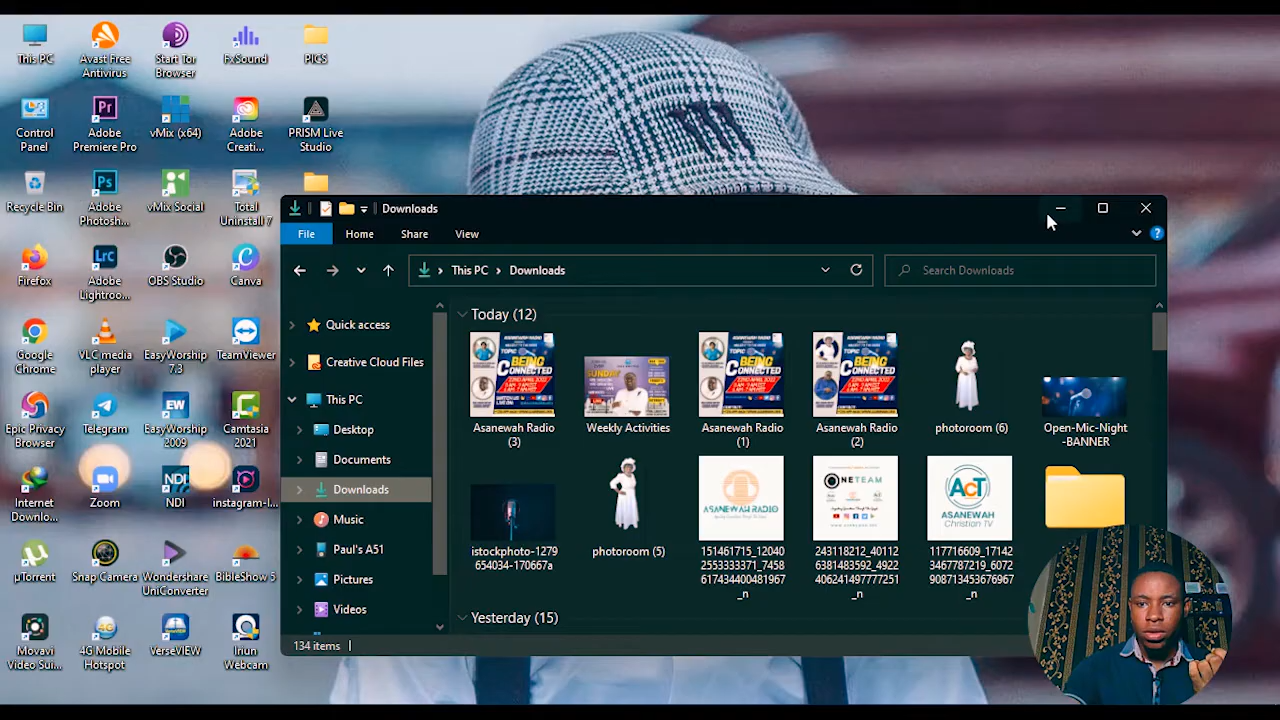 This PC
Avast Free
Antivirus
Start Tor
Browser
FxSound
PICS
Control
Panel
Adobe
Premiere Pro
vMix (x64)
Adobe
Creati...
PRISM Live
Studio
Recycle Bin
Adobe
Photosh...
vMix Social
Total
Uninstall 7
Firefox
Adobe
Lightroo...
OBS Studio
Canva
Google
Chrome
VLC media
player
EasyWorship
7.3
TeamViewer
Epic Privacy
Browser
Telegram
EasyWorship
2009
Camtasia
2021
Internet
Downlo...
Zoom
NDI
instagram-l...
µTorrent
Snap Camera
Wondershare
UniConverter
BibleShow 5
Movavi
Video Sui...
4G Mobile
Hotspot
VerseVIEW
Iriun
Webcam
Downloads
File
Home
Share
View
This PC
Downloads
Search Downloads
Quick access
Creative Cloud Files
This PC
Desktop
Documents
Downloads
Music
Paul's A51
Pictures
Videos
Today (12)
Asanewah Radio
(3)
Weekly Activities
Asanewah Radio
(1)
Asanewah Radio
(2)
photoroom (6)
Open-Mic-Night
-BANNER
istockphoto-1279
654034-170667a
photoroom (5)
151461715_12040
2553333371_7458
617434400481967
_n
243118212_40112
6381483592_4922
406241497777251
_n
117716609_17142
3467787219_6072
908713453676967
_n
Yesterday (15)
134 items
TOPIC
BEING
CONNECTED
SUNDAY
ASANEWAH RADIO
ONETEAM
AcT
ASANEWAH
Christian TV